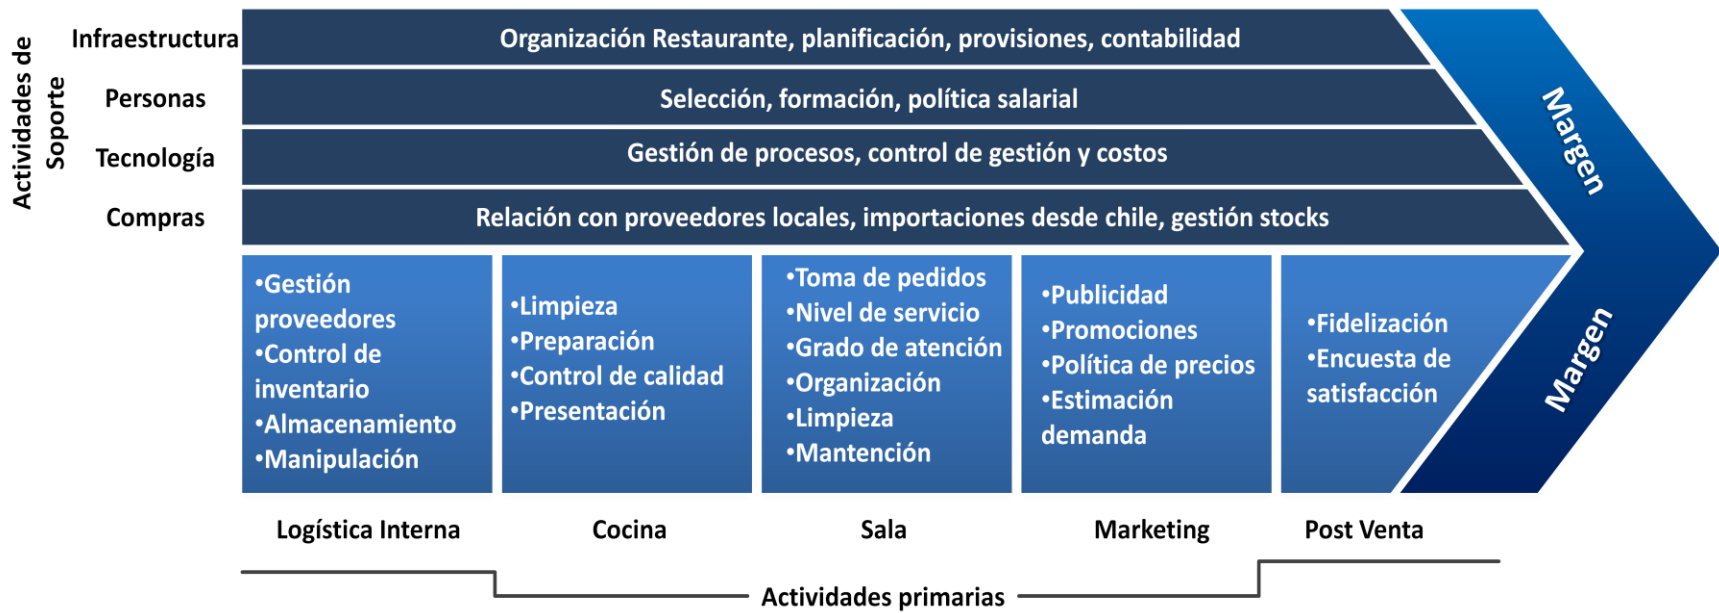 Actividades de
Soporte
Infraestructura
Organización Restaurante, planificación, provisiones, contabilidad
Personas
Selección, formación, política salarial
Tecnología
Gestión de procesos, control de gestión y costos
Compras
Relación con proveedores locales, importaciones desde chile, gestión stocks
Margen
Margen
•Gestión
proveedores
•Control de
inventario
•Almacenamiento
•Manipulación
•Limpieza
•Preparación
•Control de calidad
•Presentación
•Toma de pedidos
•Nivel de servicio
•Grado de atención
•Organización
•Limpieza
•Mantención
•Publicidad
•Promociones
•Política de precios
•Estimación
demanda
•Fidelización
•Encuesta de
satisfacción
Logística Interna
Cocina
Sala
Marketing
Post Venta
Actividades primarias